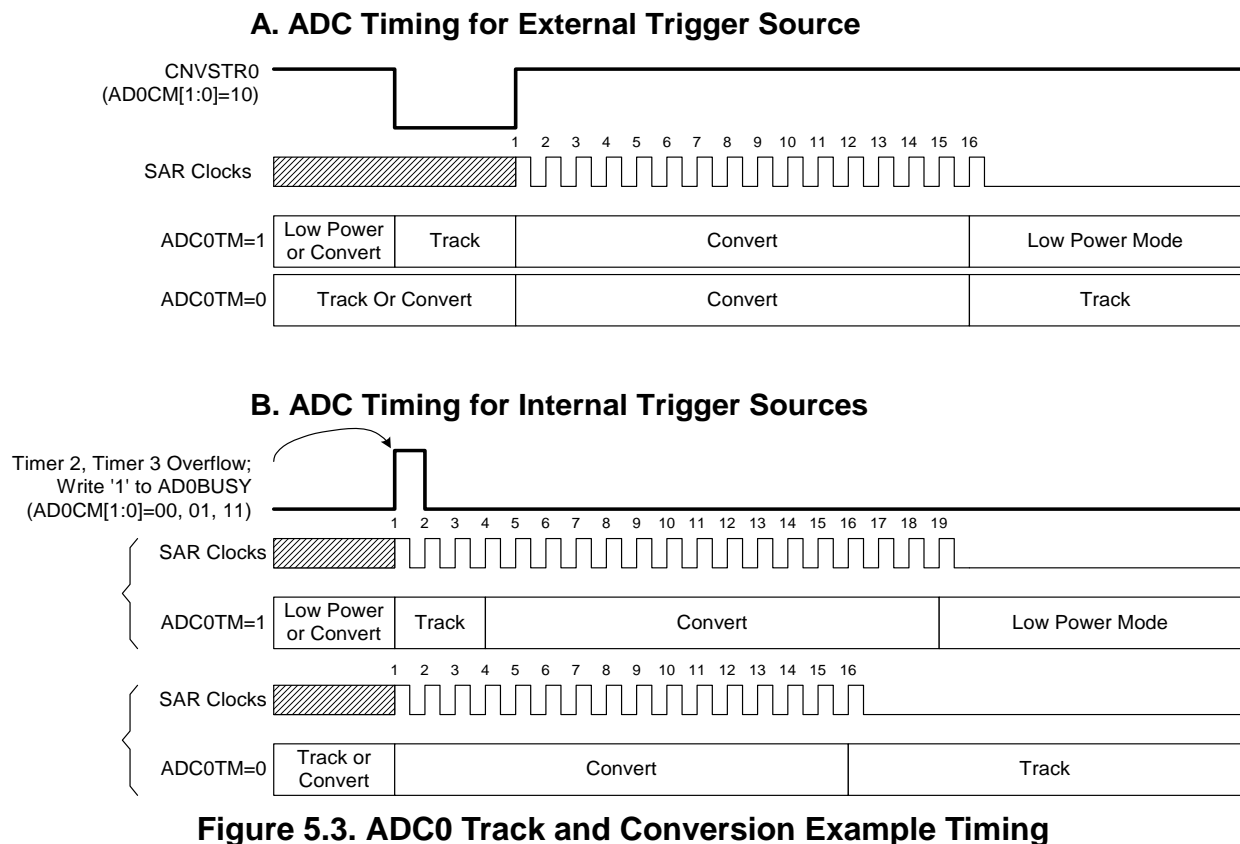 A. ADC Timing for External Trigger Source
CNVSTR0
(AD0CM[1:0]=10)
1 2 3 4 5 6 7 8 9 10 11 12 13 14 15 16
SAR Clocks
ADC0TM=1
Low Power
or Convert
Track
Convert
Low Power Mode
ADC0TM=0
Track Or Convert
Convert
Track
B. ADC Timing for Internal Trigger Sources
Timer 2, Timer 3 Overflow;
Write '1' to AD0BUSY
(AD0CM[1:0]=00, 01, 11)
1 2 3 4 5 6 7 8 9 10 11 12 13 14 15 16 17 18 19
SAR Clocks
ADC0TM=1
Low Power
or Convert
Track
Convert
Low Power Mode
1 2 3 4 5 6 7 8 9 10 11 12 13 14 15 16
SAR Clocks
ADC0TM=0
Track or
Convert
Convert
Track
Figure 5.3. ADC0 Track and Conversion Example Timing